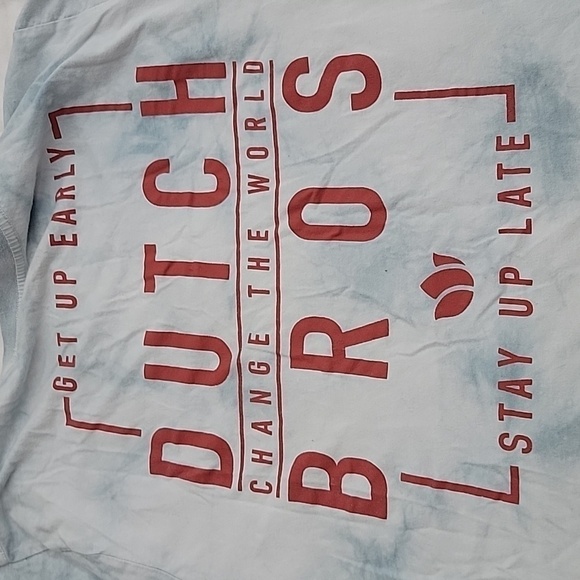 GET UP EARLY
DUTCH
CHANGE THE WORLD
BROS
STAY UP LATE